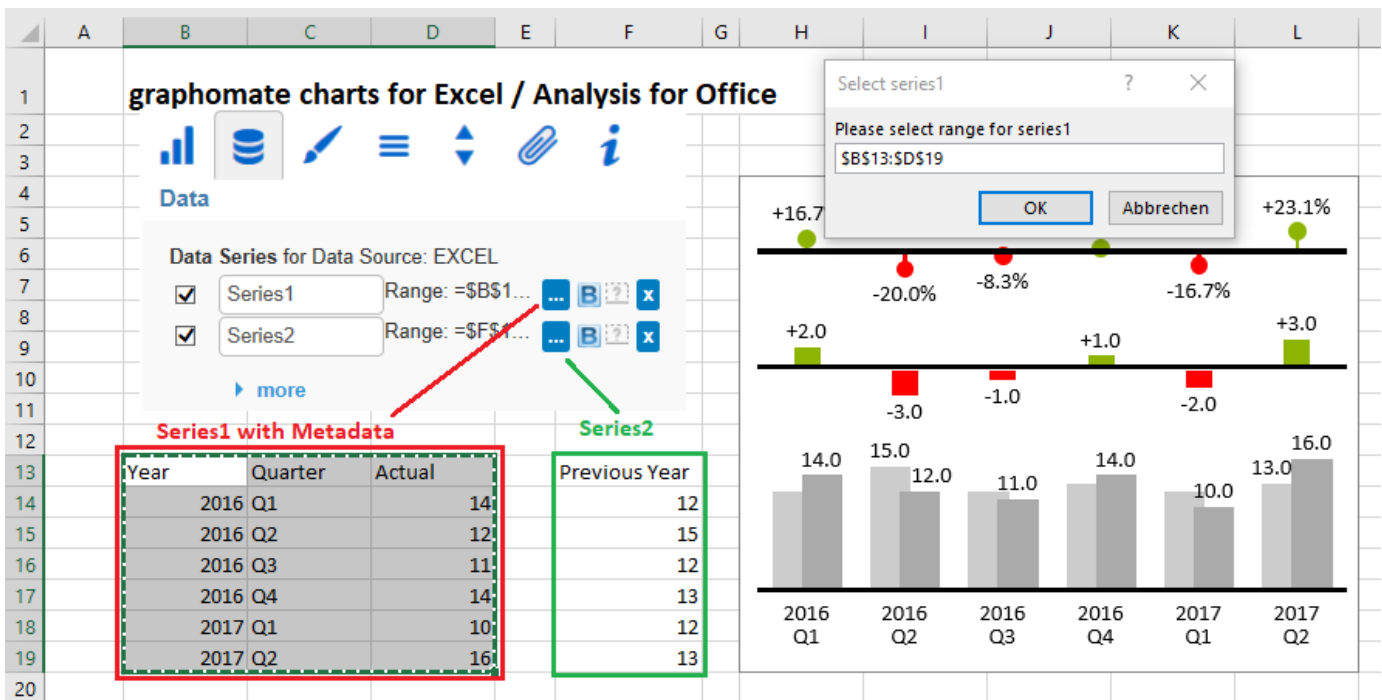 A B C D E F G H I J K L
1 graphomate charts for Excel / Analysis for Office
Select series1 ? ×
Please select range for series1
$B$13:$D$19
OK Abbrechen
2
3
4 Data
5
6 Data Series for Data Source: EXCEL
7 Series1 Range: =$B$1... ... B ? x
8
9 Series2 Range: =$F$1... ... B ? x
10 more
11
12 Series1 with Metadata Series2
13 Year Quarter Actual Previous Year
14 2016 Q1 14 12
15 2016 Q2 12 15
16 2016 Q3 11 12
17 2016 Q4 14 13
18 2017 Q1 10 12
19 2017 Q2 16 13
20
+16.7 +23.1%
-20.0% -8.3% -16.7%
+2.0 +1.0 +3.0
-3.0 -1.0 -2.0
14.0 15.0 12.0 11.0 14.0 10.0 13.0 16.0
2016 2016 2016 2016 2017 2017
Q1 Q2 Q3 Q4 Q1 Q2